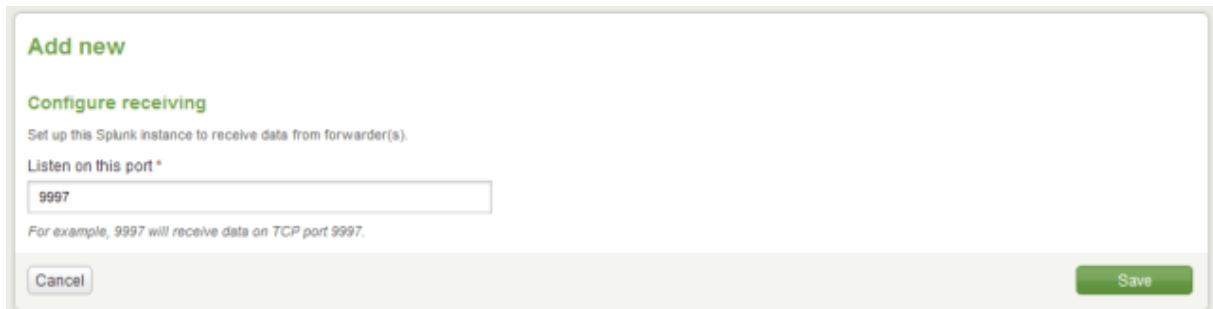 Add new
Configure receiving
Set up this Splunk instance to receive data from forwarder(s).
Listen on this port *
9997
For example, 9997 will receive data on TCP port 9997.
Cancel
Save